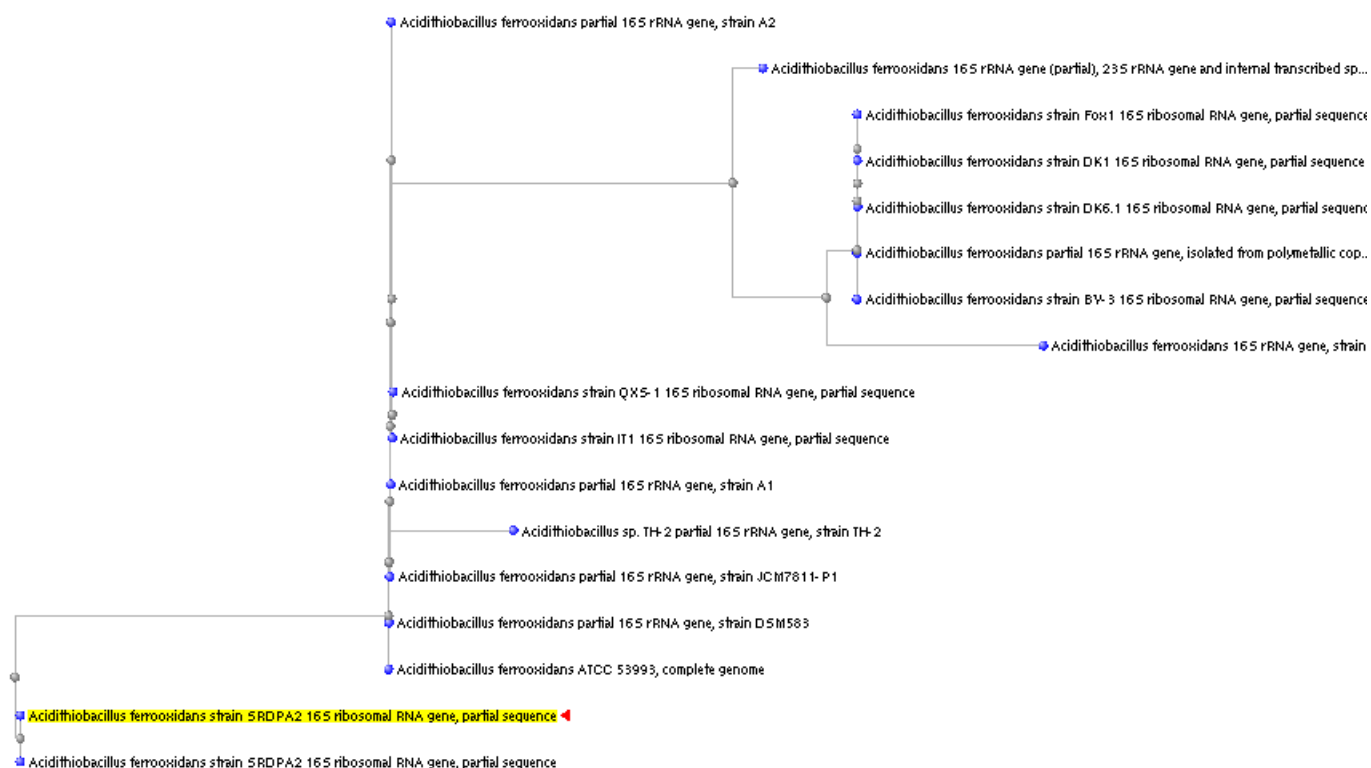 Acidithiobacillus ferrooxidans partial 16S rRNA gene, strain A2
Acidithiobacillus ferrooxidans 16S rRNA gene (partial), 23S rRNA gene and internal transcribed sp...
Acidithiobacillus ferrooxidans strain Fox1 16S ribosomal RNA gene, partial sequence
Acidithiobacillus ferrooxidans strain DK1 16S ribosomal RNA gene, partial sequence
Acidithiobacillus ferrooxidans strain DK6.1 16S ribosomal RNA gene, partial sequenc
Acidithiobacillus ferrooxidans partial 16S rRNA gene, isolated from polymetallic cop...
Acidithiobacillus ferrooxidans strain BY-3 16S ribosomal RNA gene, partial sequence
Acidithiobacillus ferrooxidans 16S rRNA gene, strain
Acidithiobacillus ferrooxidans strain QXS-1 16S ribosomal RNA gene, partial sequence
Acidithiobacillus ferrooxidans strain IT1 16S ribosomal RNA gene, partial sequence
Acidithiobacillus ferrooxidans partial 16S rRNA gene, strain A1
Acidithiobacillus sp. TH-2 partial 16S rRNA gene, strain TH-2
Acidithiobacillus ferrooxidans partial 16S rRNA gene, strain JCM7811-P1
Acidithiobacillus ferrooxidans partial 16S rRNA gene, strain DSM583
Acidithiobacillus ferrooxidans ATCC 53993, complete genome
Acidithiobacillus ferrooxidans strain SRDPA2 16S ribosomal RNA gene, partial sequence
Acidithiobacillus ferrooxidans strain SRDPA2 16S ribosomal RNA gene, partial sequence